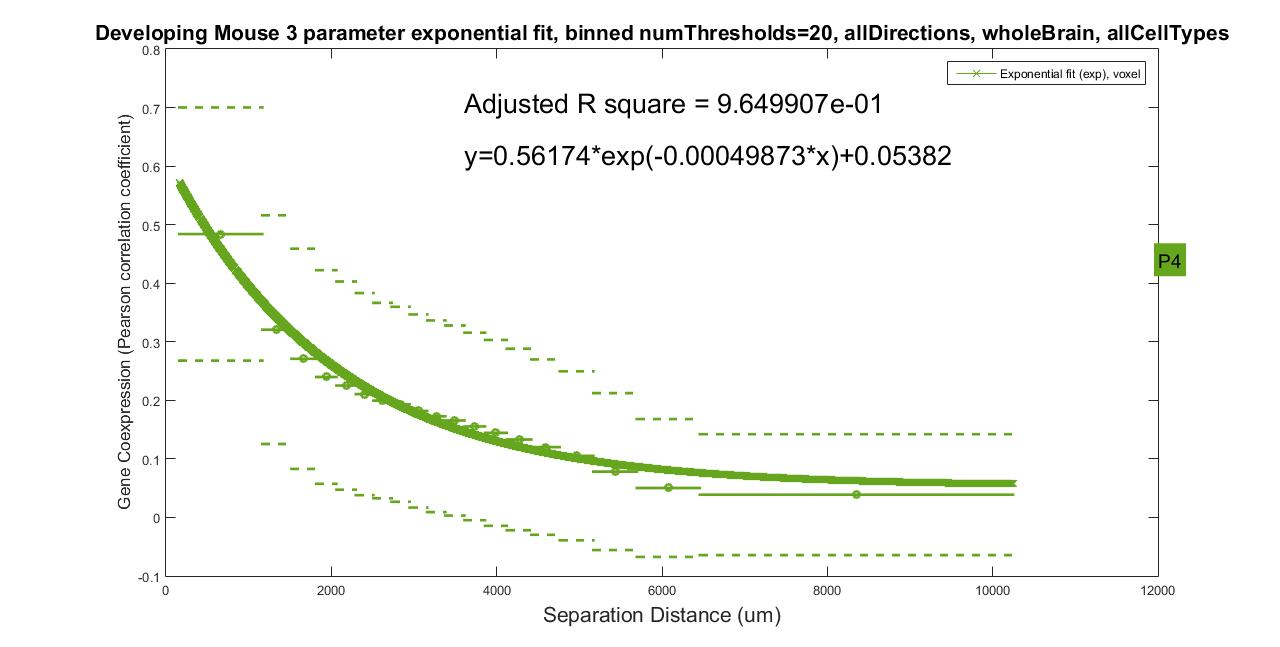 Developing Mouse 3 parameter exponential fit, binned numThresholds=20, allDirections, wholeBrain, allCellTypes
Exponential fit (exp), voxel
Adjusted R square = 9.649907e-01
y=0.56174*exp(-0.00049873*x)+0.05382
Gene Coexpression (Pearson correlation coefficient)
0.8
0.7
0.6
0.5
0.4
0.3
0.2
0.1
0
-0.1
P4
0 2000 4000 6000 8000 10000 12000
Separation Distance (um)